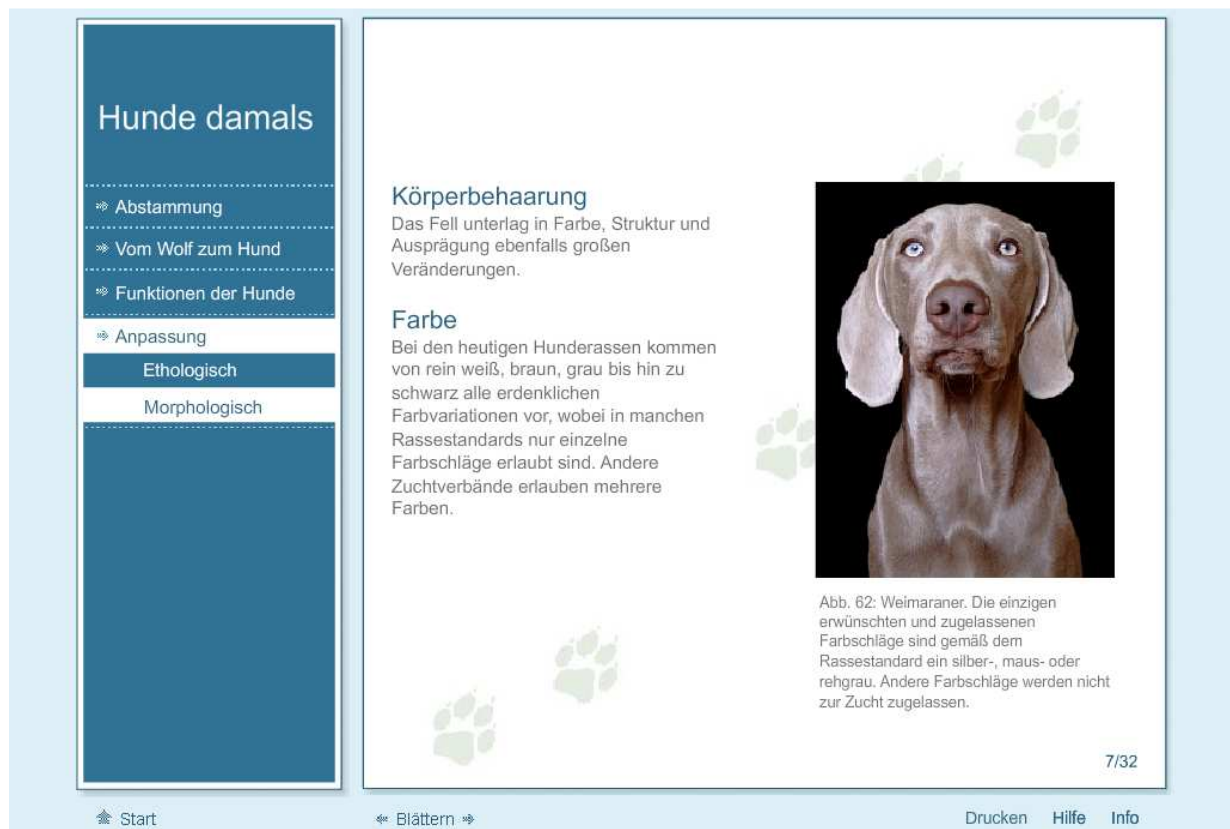 Hunde damals
Abstammung
Vom Wolf zum Hund
Funktionen der Hunde
Anpassung
Ethologisch
Morphologisch
Körperbehaarung
Das Fell unterlag in Farbe, Struktur und
Ausprägung ebenfalls großen
Veränderungen.
Farbe
Bei den heutigen Hunderassen kommen
von rein weiß, braun, grau bis hin zu
schwarz alle erdenklichen
Farbvariationen vor, wobei in manchen
Rassestandards nur einzelne
Farbschläge erlaubt sind. Andere
Zuchtverbände erlauben mehrere
Farben.
Abb. 62: Weimaraner. Die einzigen
erwünschten und zugelassenen
Farbschläge sind gemäß dem
Rassestandard ein silber-, maus- oder
rehgrau. Andere Farbschläge werden nicht
zur Zucht zugelassen.
7/32
Start
Blättern
Drucken Hilfe Info